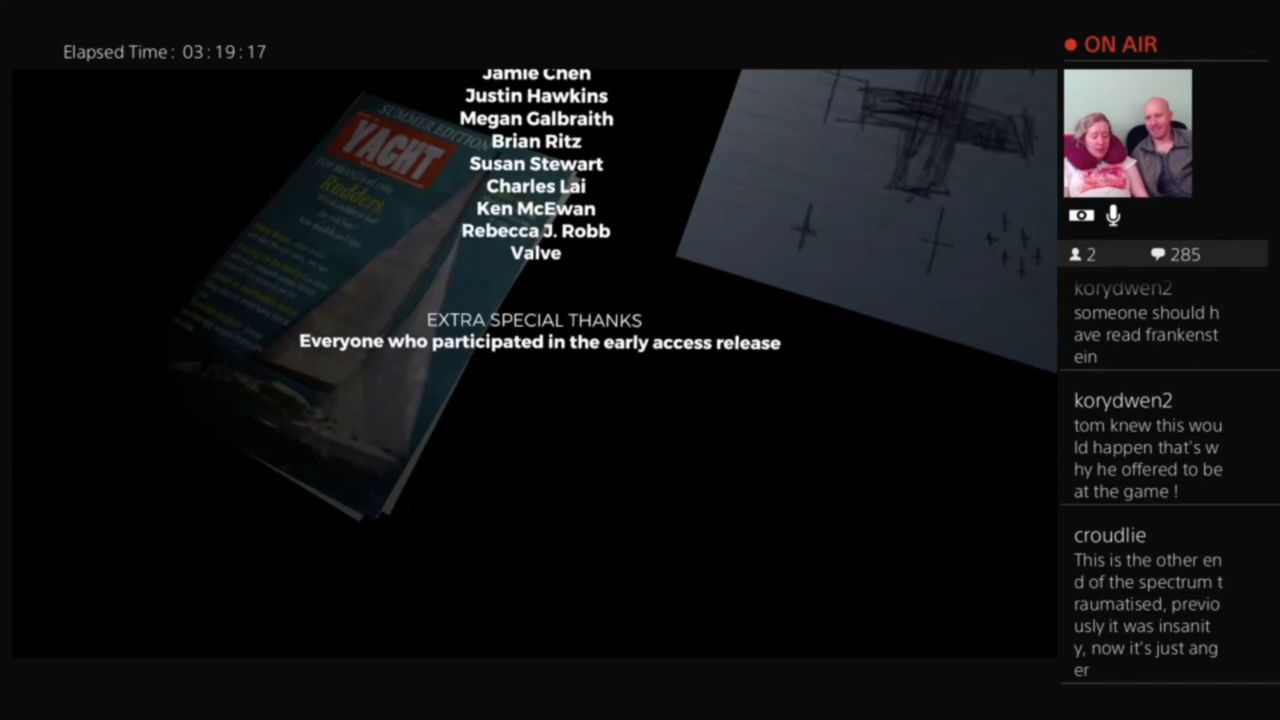 Elapsed Time: 03:19:17
ON AIR
Jamie Chen
Justin Hawkins
Megan Galbraith
Brian Ritz
Susan Stewart
Charles Lai
Ken McEwan
Rebecca J. Robb
Valve
EXTRA SPECIAL THANKS
Everyone who participated in the early access release
SUMMER EDITION
YACHT
Rudders
2
285
korydwen2
someone should h
ave read frankenst
ein
korydwen2
tom knew this wou
ld happen that's w
hy he offered to be
at the game !
croudlie
This is the other en
d of the spectrum t
raumatised, previo
usly it was insanit
y, now it's just ang
er